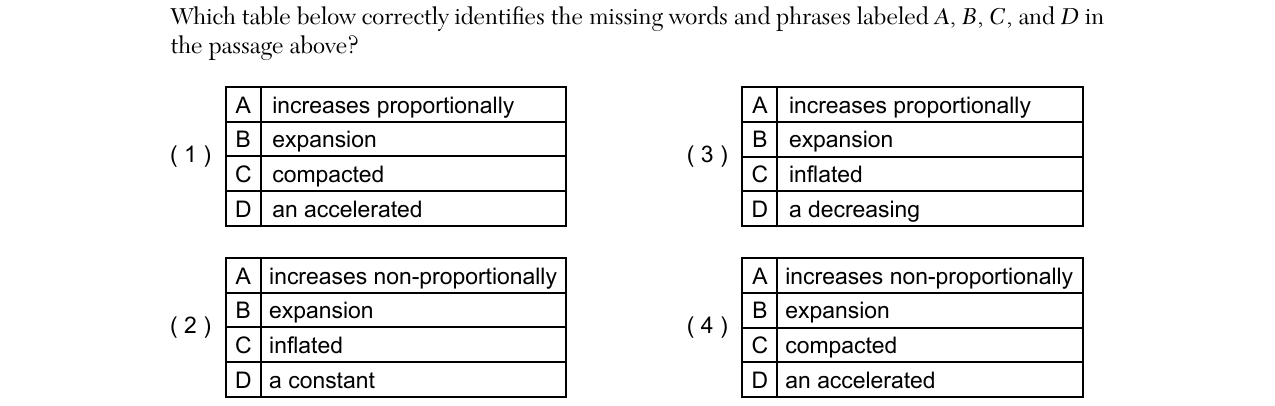 Which table below correctly identifies the missing words and phrases labeled A, B, C, and D in
the passage above?
(1)
A increases proportionally
B expansion
C compacted
D an accelerated
(2)
A increases non-proportionally
B expansion
C inflated
D a constant
(3)
A increases proportionally
B expansion
C inflated
D a decreasing
(4)
A increases non-proportionally
B expansion
C compacted
D an accelerated